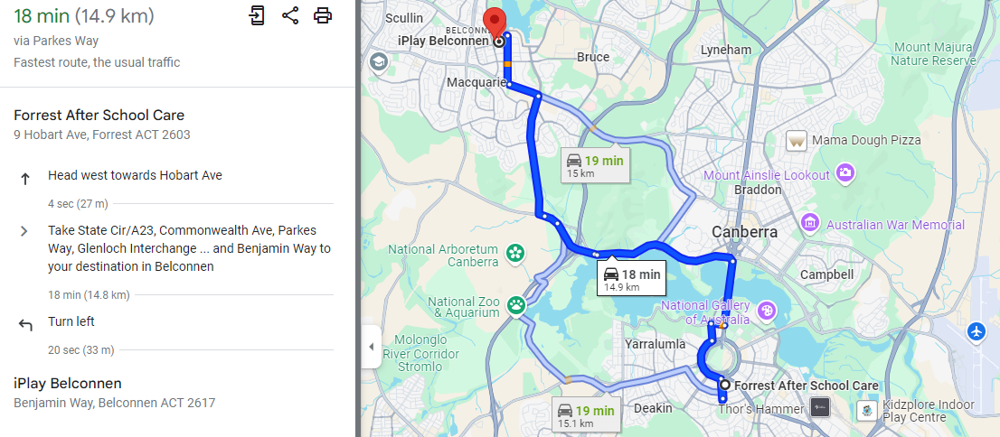 18 min (14.9 km)
via Parkes Way
Fastest route, the usual traffic
Forrest After School Care
9 Hobart Ave, Forrest ACT 2603
Head west towards Hobart Ave
4 sec (27 m)
Take State Cir/A23, Commonwealth Ave, Parkes
Way, Glenloch Interchange ... and Benjamin Way to
your destination in Belconnen
18 min (14.8 km)
Turn left
20 sec (33 m)
iPlay Belconnen
Benjamin Way, Belconnen ACT 2617
Scullin
BELCONN
iPlay Belconnen
Bruce
Lyneham
Mount Majura
Nature Reserve
Macquarie
Mama Dough Pizza
19 min
15 km
Mount Ainslie Lookout
Braddon
Australian War Memorial
Canberra
National Arboretum
Canberra
18 min
14.9 km
Campbell
National Zoo
& Aquarium
National Gallery
of Australia
Molonglo
River Corridor
Stromlo
Yarralumla
Forrest After School Care
Deakin
Thor's Hammer
Kidzplore Indoor
Play Centre
19 min
15.1 km